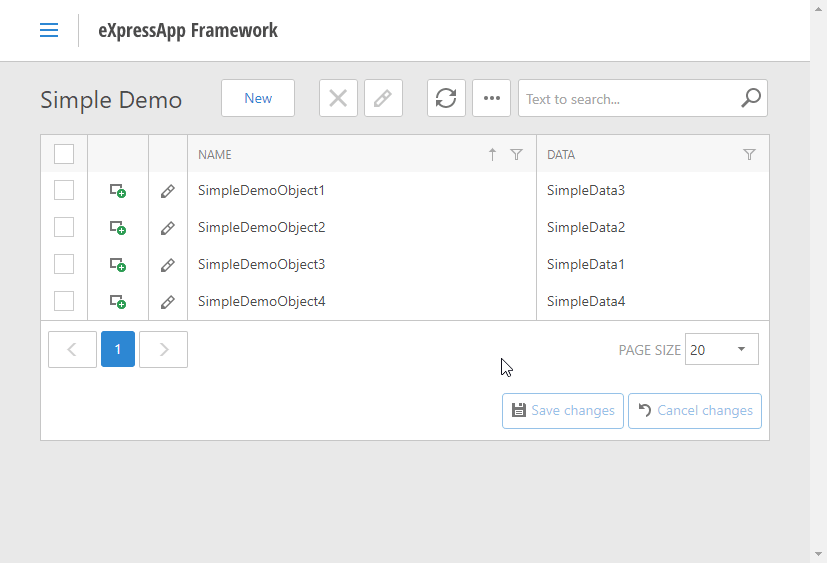 eXpressApp Framework
Simple Demo New Text to search...
NAME DATA
SimpleDemoObject1 SimpleData3
SimpleDemoObject2 SimpleData2
SimpleDemoObject3 SimpleData1
SimpleDemoObject4 SimpleData4
1 PAGE SIZE 20
Save changes Cancel changes